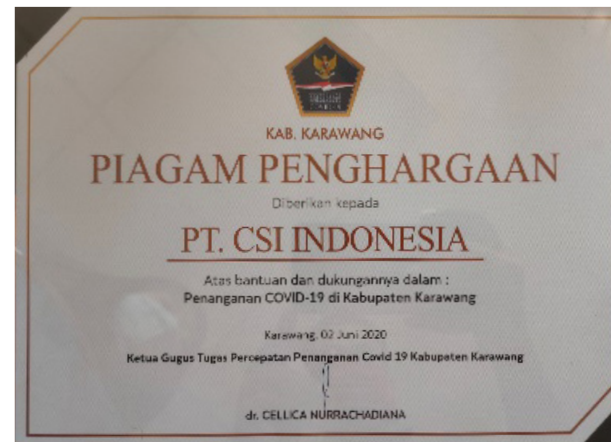 KAB. KARAWANG
PIAGAM PENGHARGAAN
Diberikan kepada
PT. CSI INDONESIA
Atas bantuan dan dukungannya dalam :
Penanganan COVID-19 di Kabupaten Karawang
Karawang, 02 Juni 2020
Ketua Gugus Tugas Percepatan Penanganan Covid 19 Kabupaten Karawang
dr. CELLICA NURRACHADIANA